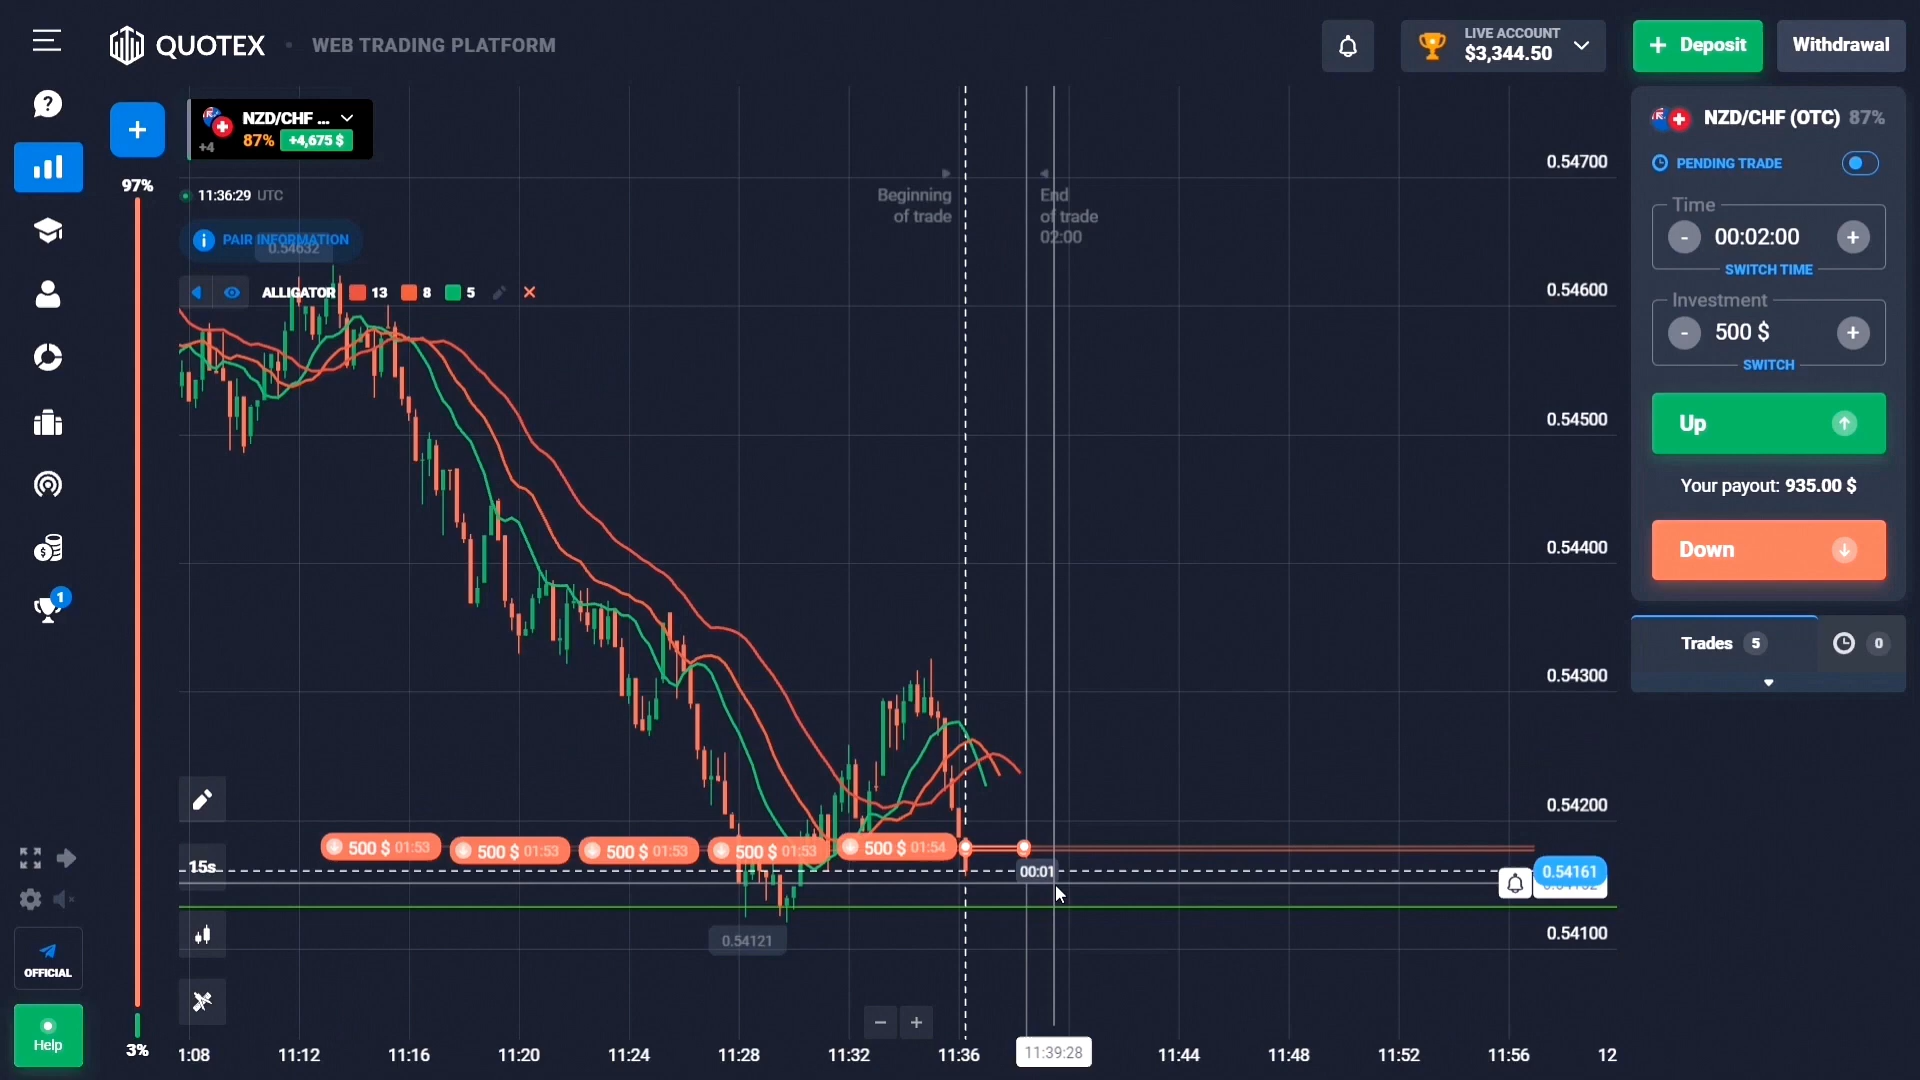 QUOTEX
WEB TRADING PLATFORM
LIVE ACCOUNT
$3,344.50
+ Deposit
Withdrawal
?
+
NZD/CHF ...
87% +4,675 $
+4
97%
11:36:29 UTC
i PAIR INFORMATION
0.54632
ALLIGATOR 13 8 5
Beginning
of trade
End
of trade
02:00
0.54700
0.54600
0.54500
0.54400
0.54300
0.54200
0.54100
NZD/CHF (OTC) 87%
PENDING TRADE
Time
- 00:02:00 +
SWITCH TIME
Investment
- 500 $ +
SWITCH
Up
Your payout: 935.00 $
Down
Trades 5
0
1
500 $ 01:53
500 $ 01:53
500 $ 01:53
500 $ 01:53
500 $ 01:54
15s
00:01
0.54161
0.54121
OFFICIAL
Help
3%
- +
1:08
11:12
11:16
11:20
11:24
11:28
11:32
11:36
11:39:28
11:44
11:48
11:52
11:56
12